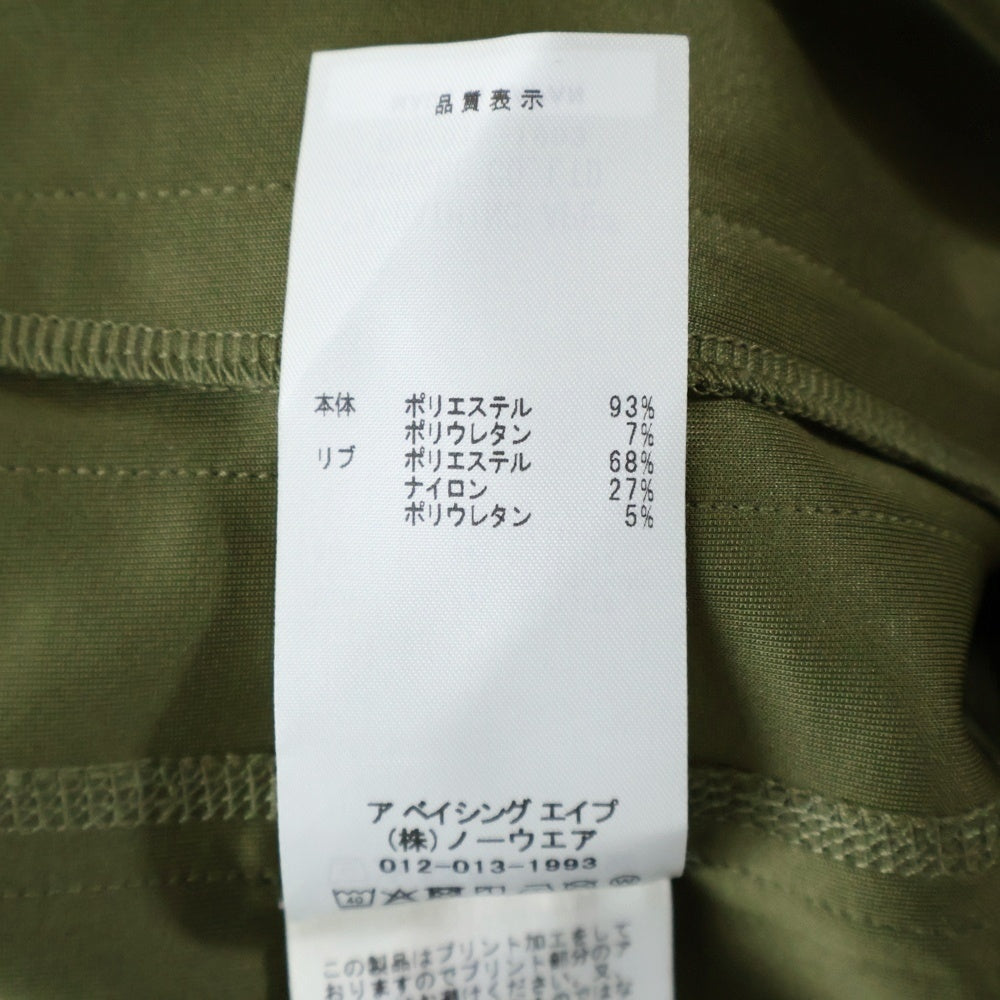 品質表示
本体 ポリエステル 93%
ポリウレタン 7%
リブ ポリエステル 68%
ナイロン 27%
ポリウレタン 5%
ア ベイシング エイプ
(株)ノーウエア
012-013-1993
40
この製品はプリント加工をして
おりますのでプリント部分のア